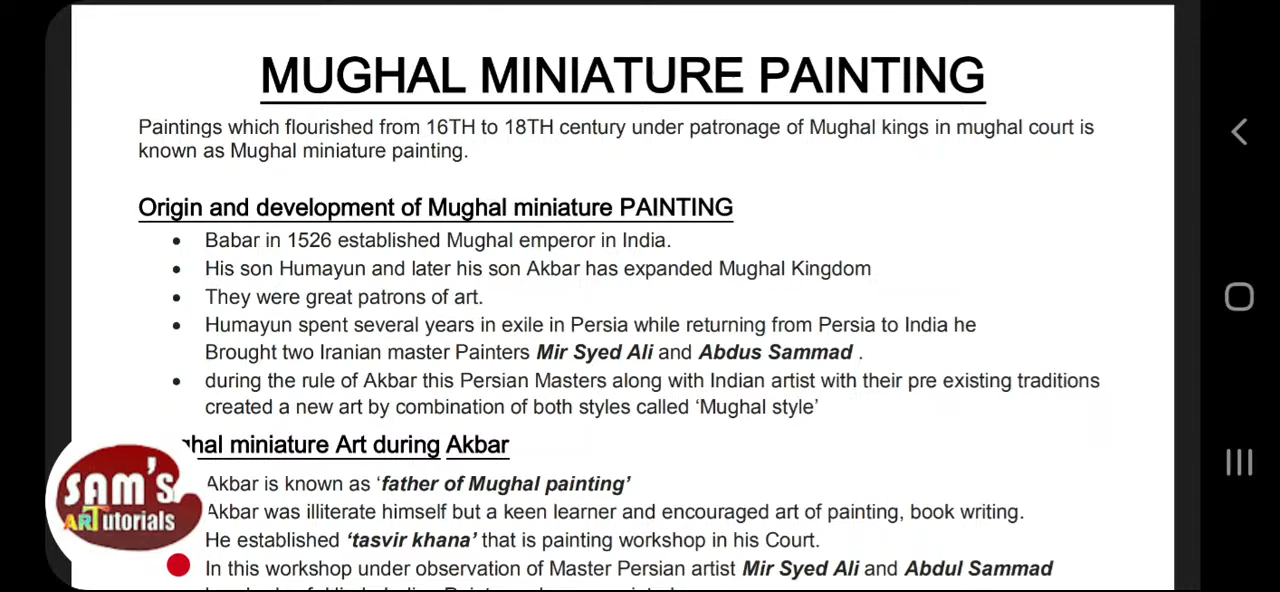 MUGHAL MINIATURE PAINTING
Paintings which flourished from 16TH to 18TH century under patronage of Mughal kings in mughal court is
known as Mughal miniature painting.
Origin and development of Mughal miniature PAINTING
• Babar in 1526 established Mughal emperor in India.
• His son Humayun and later his son Akbar has expanded Mughal Kingdom
• They were great patrons of art.
• Humayun spent several years in exile in Persia while returning from Persia to India he
Brought two Iranian master Painters Mir Syed Ali and Abdus Sammad .
• during the rule of Akbar this Persian Masters along with Indian artist with their pre existing traditions
created a new art by combination of both styles called ‘Mughal style’
miniature Art during Akbar
Akbar is known as ‘father of Mughal painting’
Akbar was illiterate himself but a keen learner and encouraged art of painting, book writing.
He established ‘tasvir khana’ that is painting workshop in his Court.
In this workshop under observation of Master Persian artist Mir Syed Ali and Abdul Sammad
SAM'S
ARTutorials